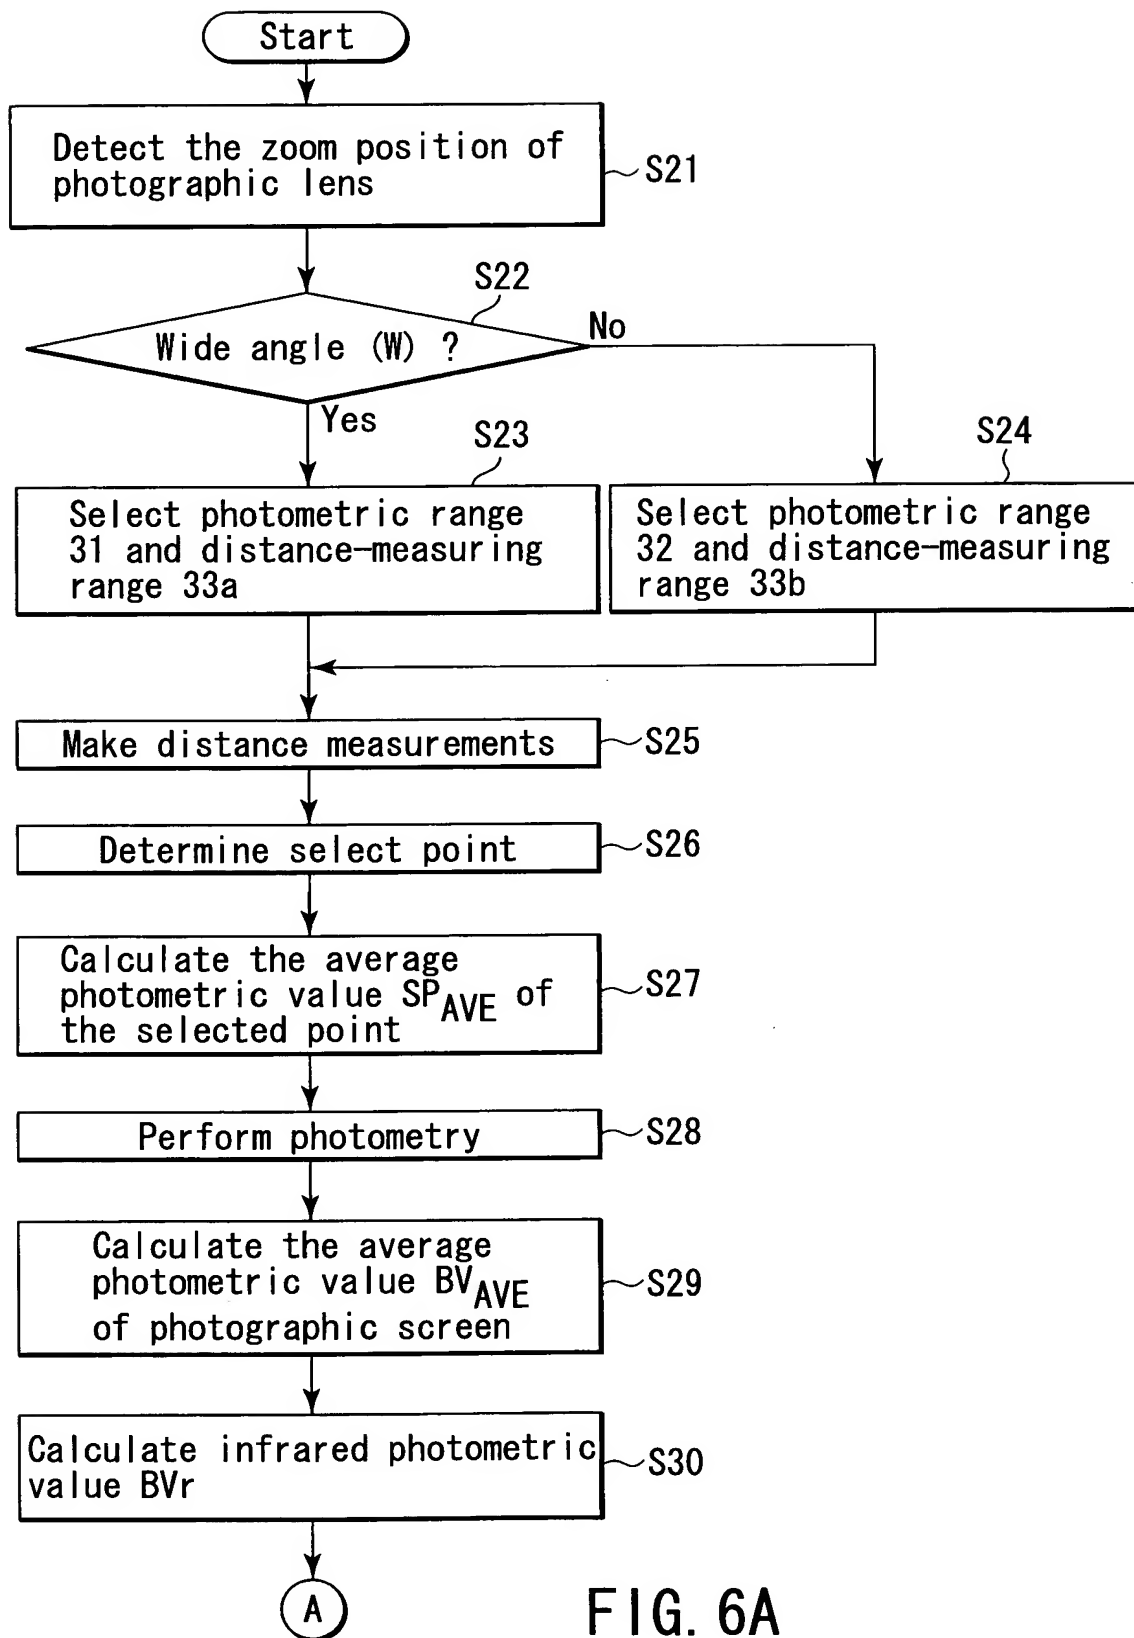 Start
Detect the zoom position of
photographic lens
S21
S22
Wide angle (W) ?
No
Yes
S23
S24
Select photometric range
31 and distance-measuring
range 33a
Select photometric range
32 and distance-measuring
range 33b
Make distance measurements
S25
Determine select point
S26
Calculate the average
photometric value SPAVE of
the selected point
S27
Perform photometry
S28
Calculate the average
photometric value BVAVE
of photographic screen
S29
Calculate infrared photometric
value BVr
S30
A
FIG. 6A